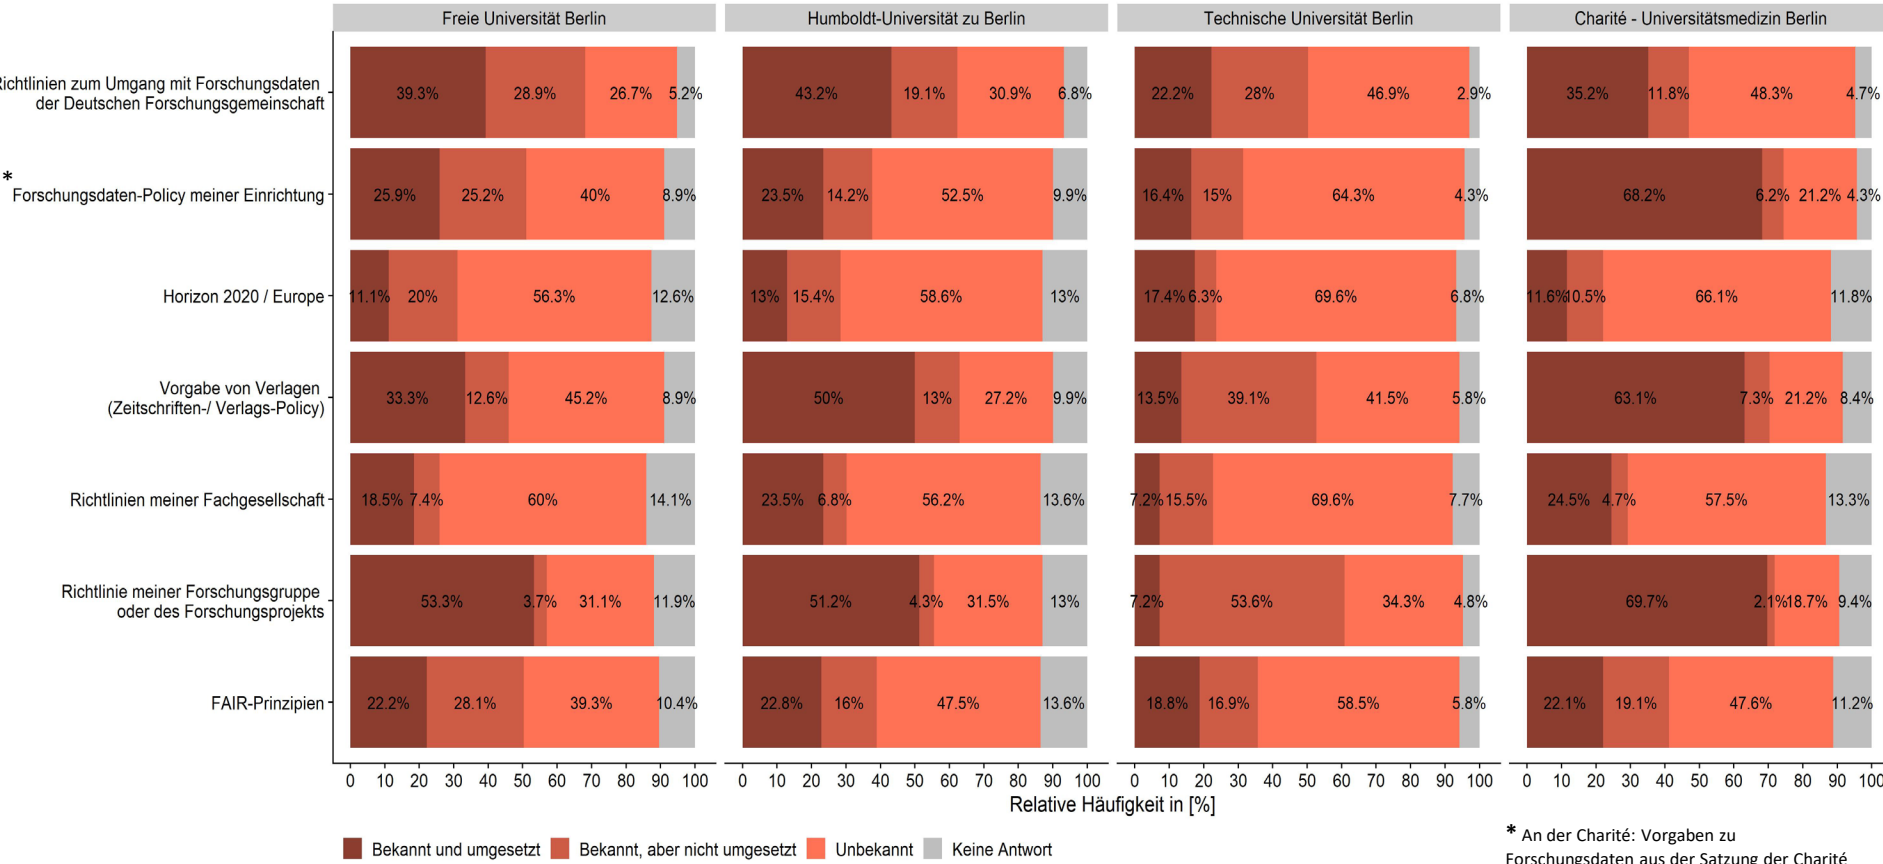 Freie Universität Berlin
Humboldt-Universität zu Berlin
Technische Universität Berlin
Charité - Universitätsmedizin Berlin
Richtlinien zum Umgang mit Forschungsdaten
der Deutschen Forschungsgemeinschaft
39.3% 28.9% 26.7% 5.2% 43.2% 19.1% 30.9% 6.8% 22.2% 28% 46.9% 2.9% 35.2% 11.8% 48.3% 4.7%
* Forschungsdaten-Policy meiner Einrichtung
25.9% 25.2% 40% 8.9% 23.5% 14.2% 52.5% 9.9% 16.4% 15% 64.3% 4.3% 68.2% 6.2% 21.2% 4.3%
Horizon 2020 / Europe
11.1% 20% 56.3% 12.6% 13% 15.4% 58.6% 13% 17.4% 6.3% 69.6% 6.8% 11.6% 10.5% 66.1% 11.8%
Vorgabe von Verlagen
(Zeitschriften-/ Verlags-Policy)
33.3% 12.6% 45.2% 8.9% 50% 13% 27.2% 9.9% 13.5% 39.1% 41.5% 5.8% 63.1% 7.3% 21.2% 8.4%
Richtlinien meiner Fachgesellschaft
18.5% 7.4% 60% 14.1% 23.5% 6.8% 56.2% 13.6% 7.2% 15.5% 69.6% 7.7% 24.5% 4.7% 57.5% 13.3%
Richtlinie meiner Forschungsgruppe
oder des Forschungsprojekts
53.3% 3.7% 31.1% 11.9% 51.2% 4.3% 31.5% 13% 7.2% 53.6% 34.3% 4.8% 69.7% 2.1% 18.7% 9.4%
FAIR-Prinzipien
22.2% 28.1% 39.3% 10.4% 22.8% 16% 47.5% 13.6% 18.8% 16.9% 58.5% 5.8% 22.1% 19.1% 47.6% 11.2%
0 10 20 30 40 50 60 70 80 90 100 0 10 20 30 40 50 60 70 80 90 100 0 10 20 30 40 50 60 70 80 90 100 0 10 20 30 40 50 60 70 80 90 100
Relative Häufigkeit in [%]
Bekannt und umgesetzt Bekannt, aber nicht umgesetzt Unbekannt Keine Antwort
* An der Charité: Vorgaben zu
Forschungsdaten aus der Satzung der Charité